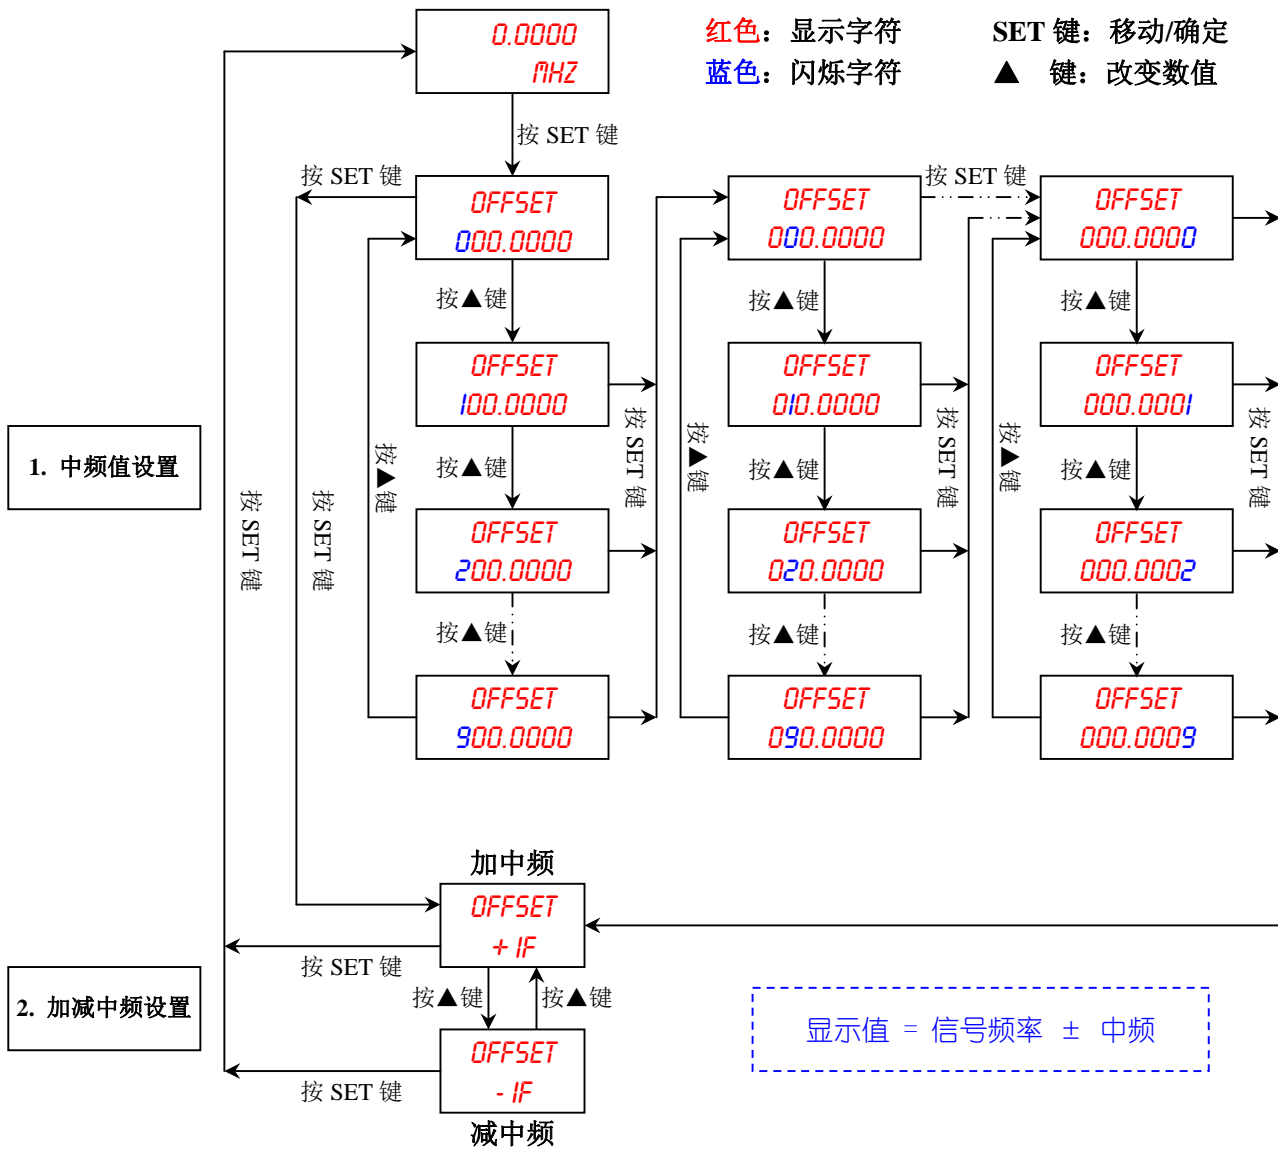 0.0000
MHZ
红色：显示字符
SET 键：移动/确定
蓝色：闪烁字符
▲ 键：改变数值
按 SET 键
按 SET 键
OFFSET
000.0000
OFFSET
000.0000
按 SET 键
OFFSET
000.0000
按▲键
按▲键
按▲键
OFFSET
100.0000
OFFSET
010.0000
OFFSET
000.0001
按 SET 键
按 SET 键
按 SET 键
按▼键
按▼键
按▼键
1. 中频值设置
按▲键
按▲键
按▲键
按 SET 键
按 SET 键
OFFSET
200.0000
OFFSET
020.0000
OFFSET
000.0002
按▲键
按▲键
按▲键
OFFSET
900.0000
OFFSET
090.0000
OFFSET
000.0009
加中频
OFFSET
+ IF
按 SET 键
2. 加减中频设置
按▲键
按▲键
显示值 = 信号频率 ± 中频
OFFSET
- IF
按 SET 键
减中频